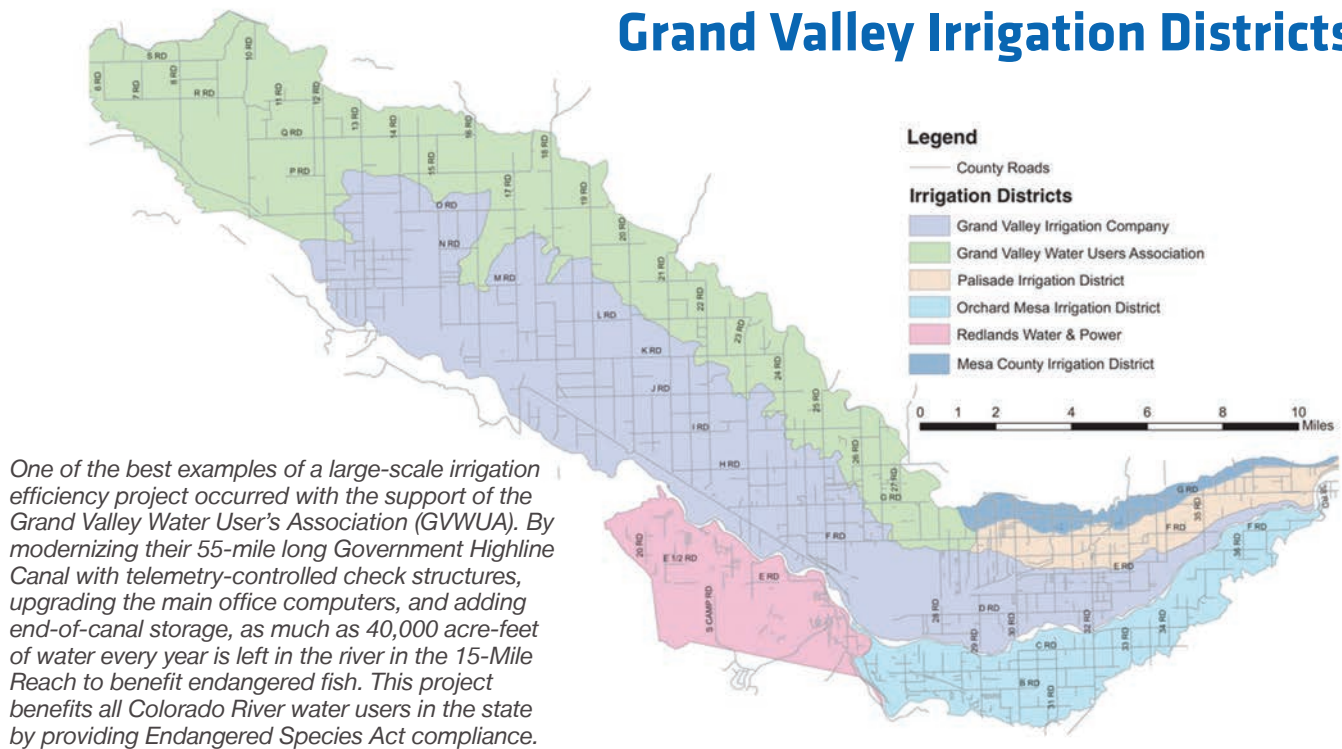 Grand Valley Irrigation Districts
Legend
County Roads
Irrigation Districts
Grand Valley Irrigation Company
Grand Valley Water Users Association
Palisade Irrigation District
Orchard Mesa Irrigation District
Redlands Water & Power
Mesa County Irrigation District
0 1 2 4 6 8 10
Miles
S RD
6 RD
7 RD
8 RD
10 RD
R RD
11 RD
12 RD
13 RD
14 RD
Q RD
15 RD
16 RD
18 RD
P RD
17 RD
19 RD
O RD
20 RD
N RD
21 RD
M RD
22 RD
L RD
23 RD
K RD
24 RD
J RD
25 RD
I RD
26 RD
H RD
27 RD
G RD
35 RD
F RD
F RD
F RD
E RD
20 RD
E 1/2 RD
E RD
S CAMP RD
28 RD
D RD
29 RD
30 RD
32 RD
33 RD
34 RD
36 RD
C RD
B RD
31 RD
One of the best examples of a large-scale irrigation
efficiency project occurred with the support of the
Grand Valley Water User's Association (GVWUA). By
modernizing their 55-mile long Government Highline
Canal with telemetry-controlled check structures,
upgrading the main office computers, and adding
end-of-canal storage, as much as 40,000 acre-feet
of water every year is left in the river in the 15-Mile
Reach to benefit endangered fish. This project
benefits all Colorado River water users in the state
by providing Endangered Species Act compliance.